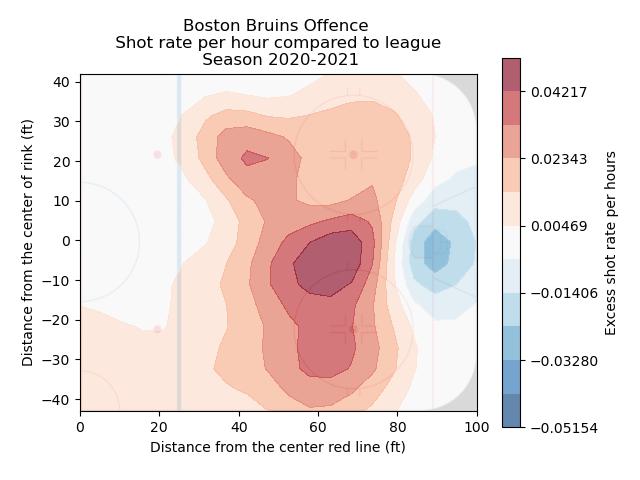 Boston Bruins Offence
Shot rate per hour compared to league
Season 2020-2021
Distance from the center of rink (ft)
40
30
20
10
0
−10
−20
−30
−40
0 20 40 60 80 100
Distance from the center red line (ft)
0.04217
0.02343
0.00469
−0.01406
−0.03280
−0.05154
Excess shot rate per hours